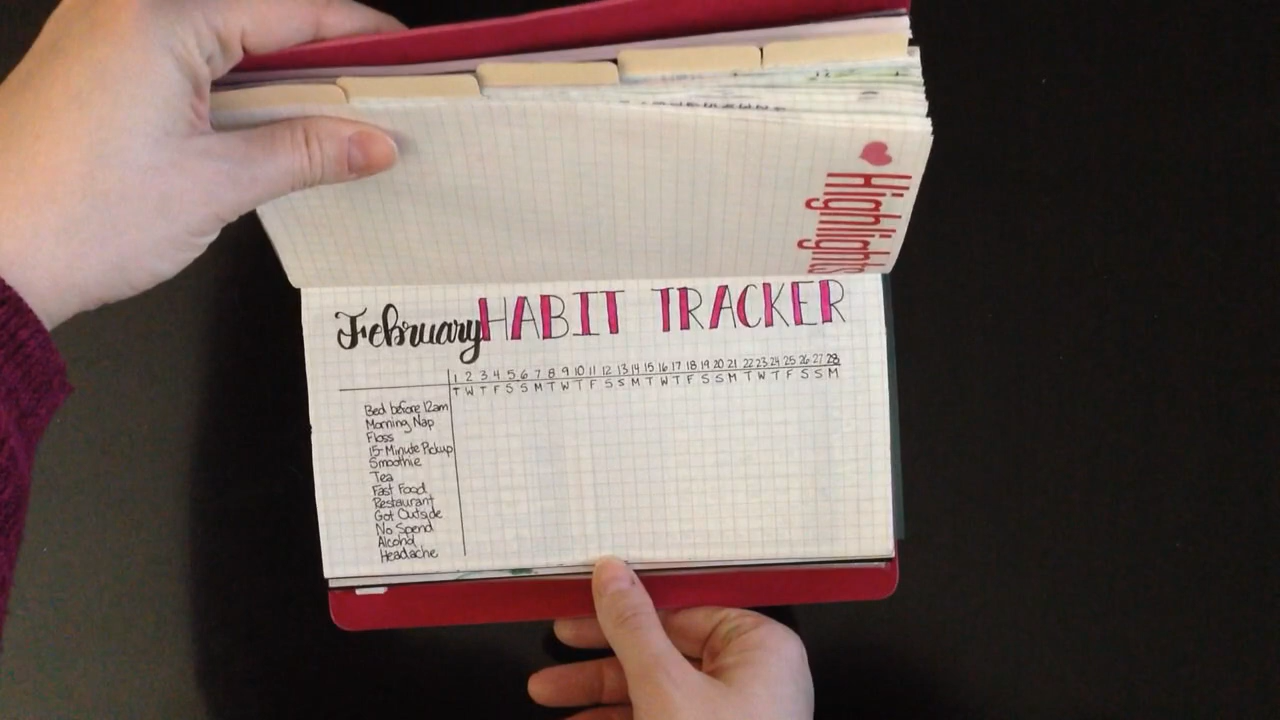 Highlights
February HABIT TRACKER
1 2 3 4 5 6 7 8 9 10 11 12 13 14 15 16 17 18 19 20 21 22 23 24 25 26 27 28
T W T F S S M T W T F S S M T W T F S S M T W T F S S M
Bed before 12am
Morning Nap
Floss
15-Minute Pickup
Smoothie
Tea
Fast Food
Restaurant
Got Outside
No Spend
Alcohol
Headache